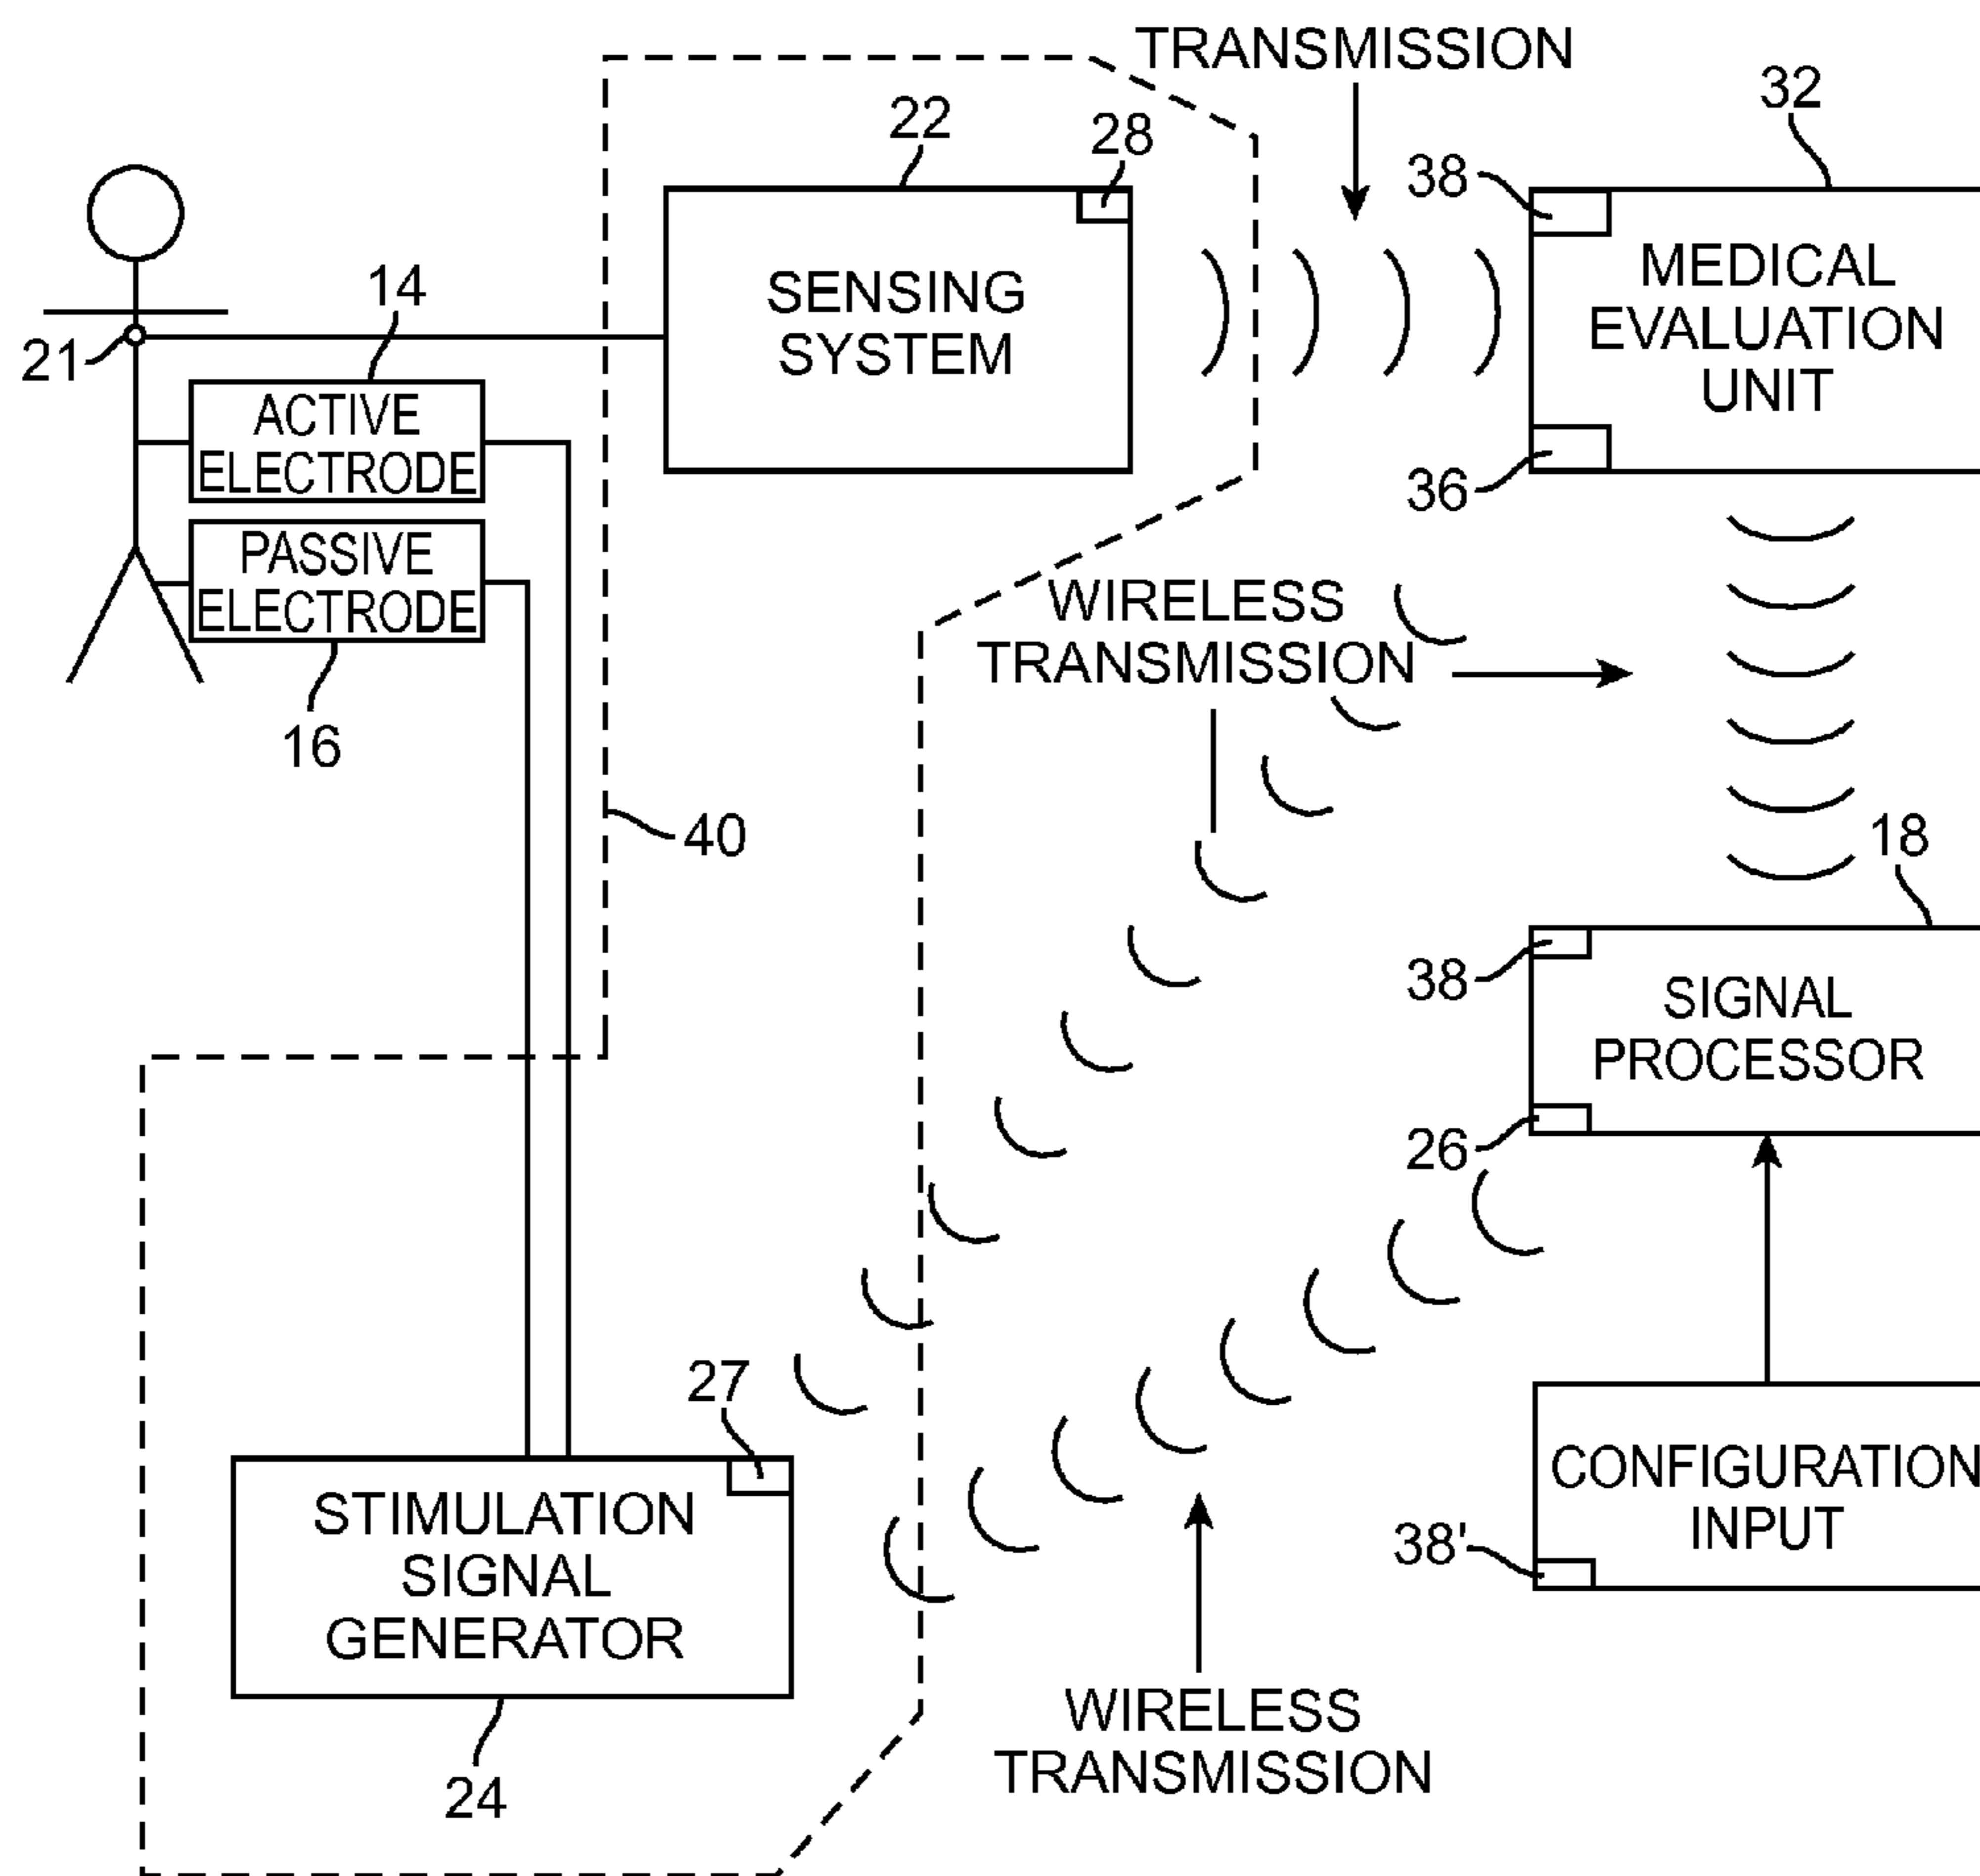 TRANSMISSION
32
22
28
38
14
SENSING
SYSTEM
MEDICAL
EVALUATION
UNIT
21
ACTIVE
ELECTRODE
36
PASSIVE
ELECTRODE
WIRELESS
TRANSMISSION
16
40
18
38
SIGNAL
PROCESSOR
26
27
STIMULATION
SIGNAL
GENERATOR
CONFIGURATION
INPUT
38'
WIRELESS
TRANSMISSION
24